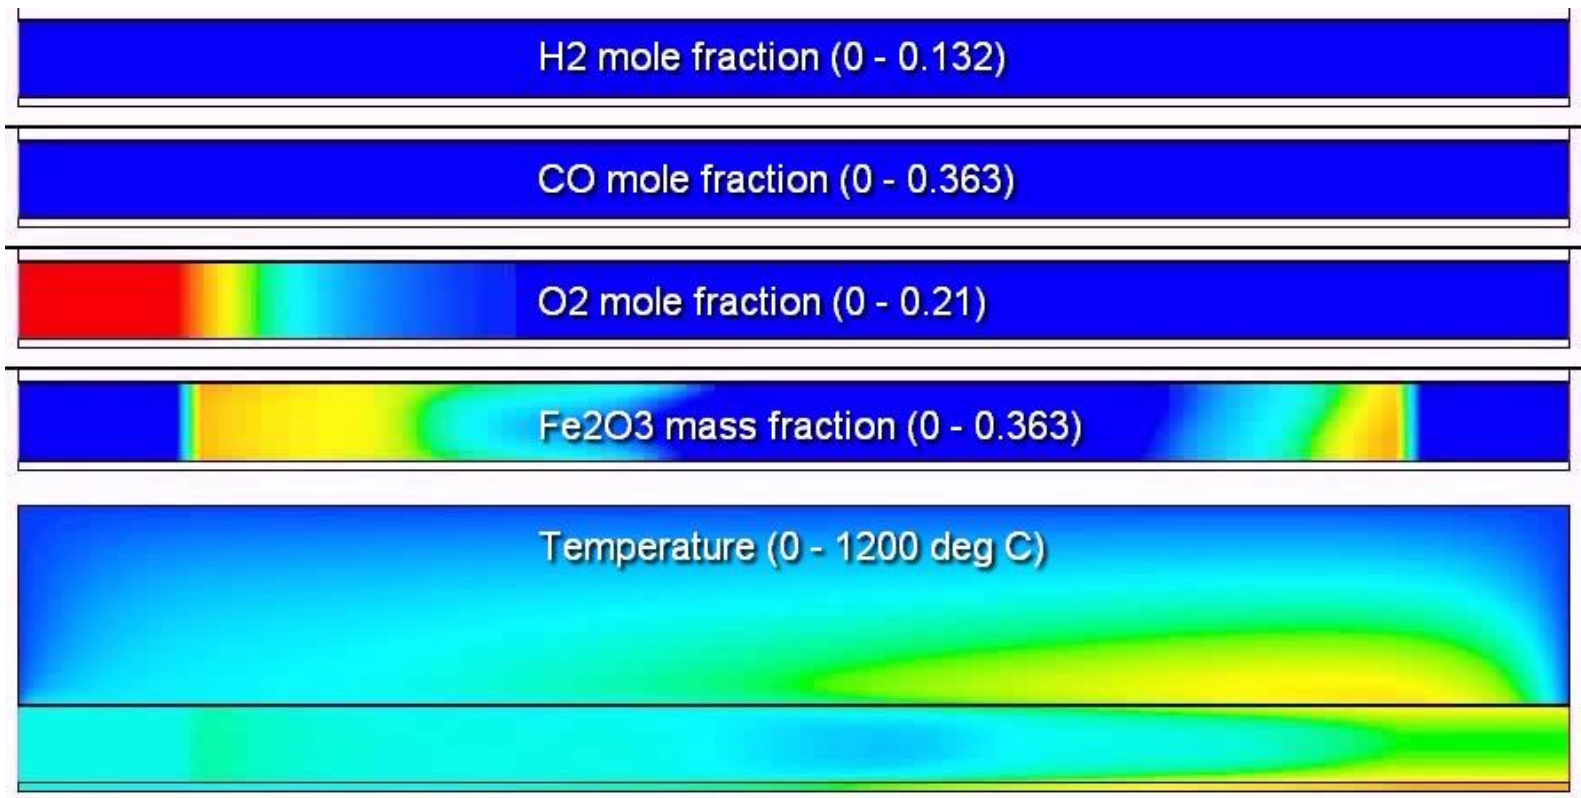 H2 mole fraction (0 - 0.132)
CO mole fraction (0 - 0.363)
O2 mole fraction (0 - 0.21)
Fe2O3 mass fraction (0 - 0.363)
Temperature (0 - 1200 deg C)